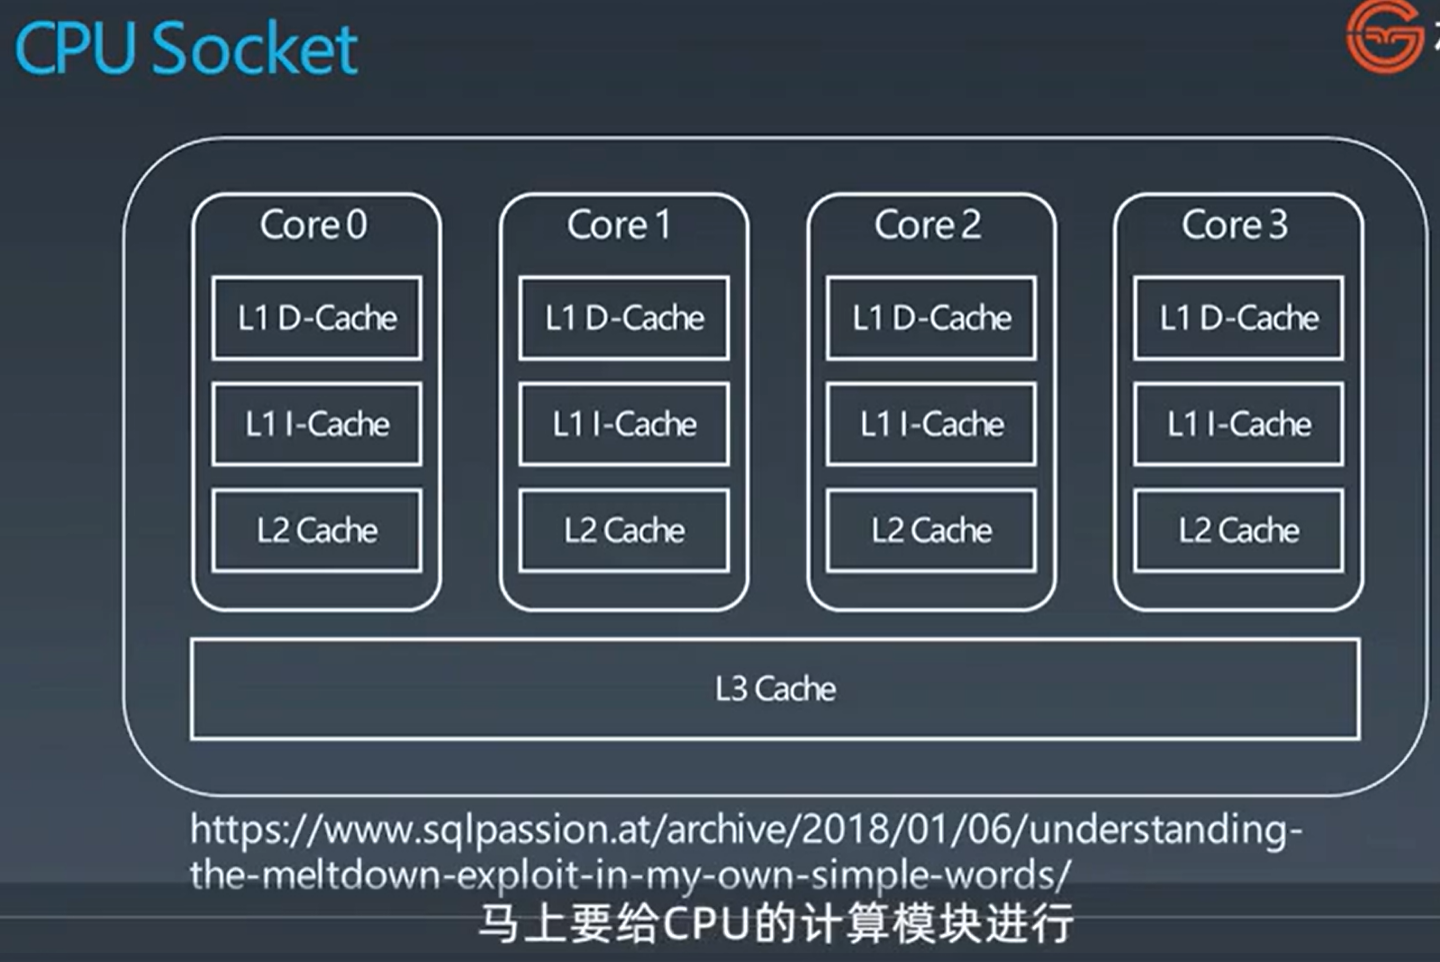 CPU Socket
Core 0
L1 D-Cache
L1 I-Cache
L2 Cache
Core 1
L1 D-Cache
L1 I-Cache
L2 Cache
Core 2
L1 D-Cache
L1 I-Cache
L2 Cache
Core 3
L1 D-Cache
L1 I-Cache
L2 Cache
L3 Cache
https://www.sqlpassion.at/archive/2018/01/06/understanding-
the-meltdown-exploit-in-my-own-simple-words/
马上要给CPU的计算模块进行